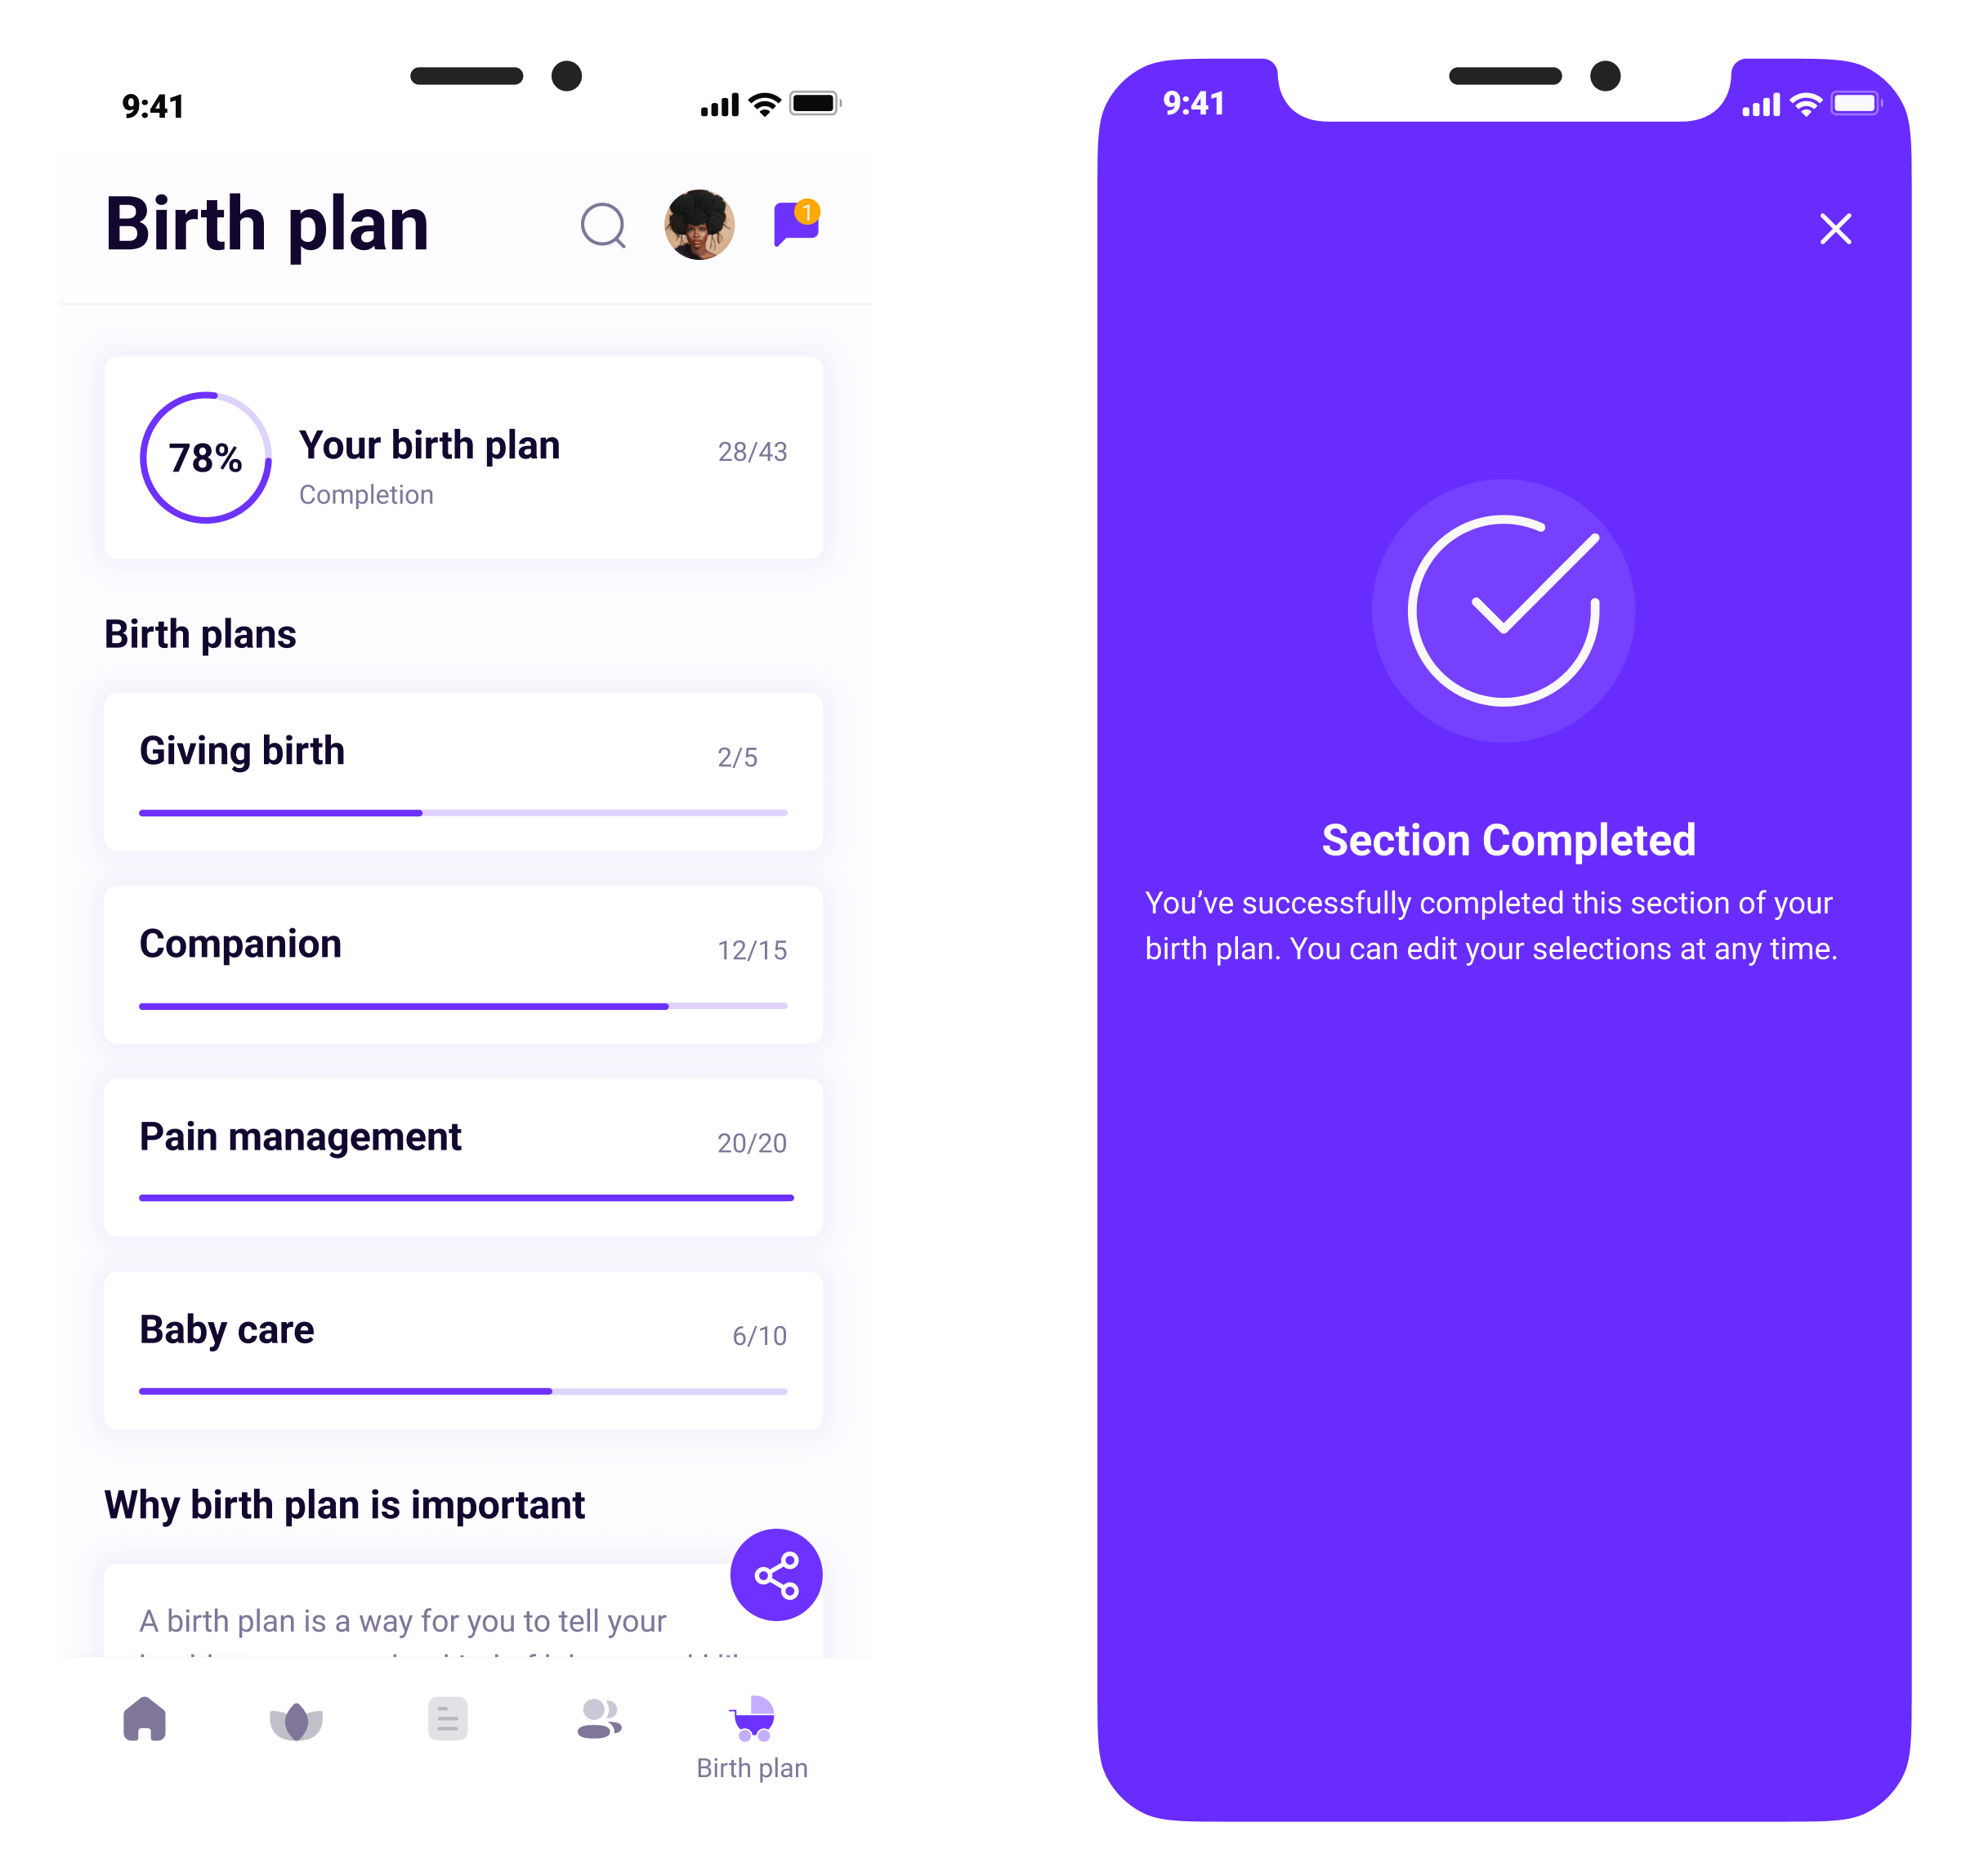 9:41
Birth plan
1
78%
Your birth plan
28/43
Completion
Birth plans
Giving birth
2/5
Companion
12/15
Pain management
20/20
Baby care
6/10
Why birth plan is important
A birth plan is a way for you to tell your
Birth plan
9:41
Section Completed
You’ve successfully completed this section of your
birth plan. You can edit your selections at any time.